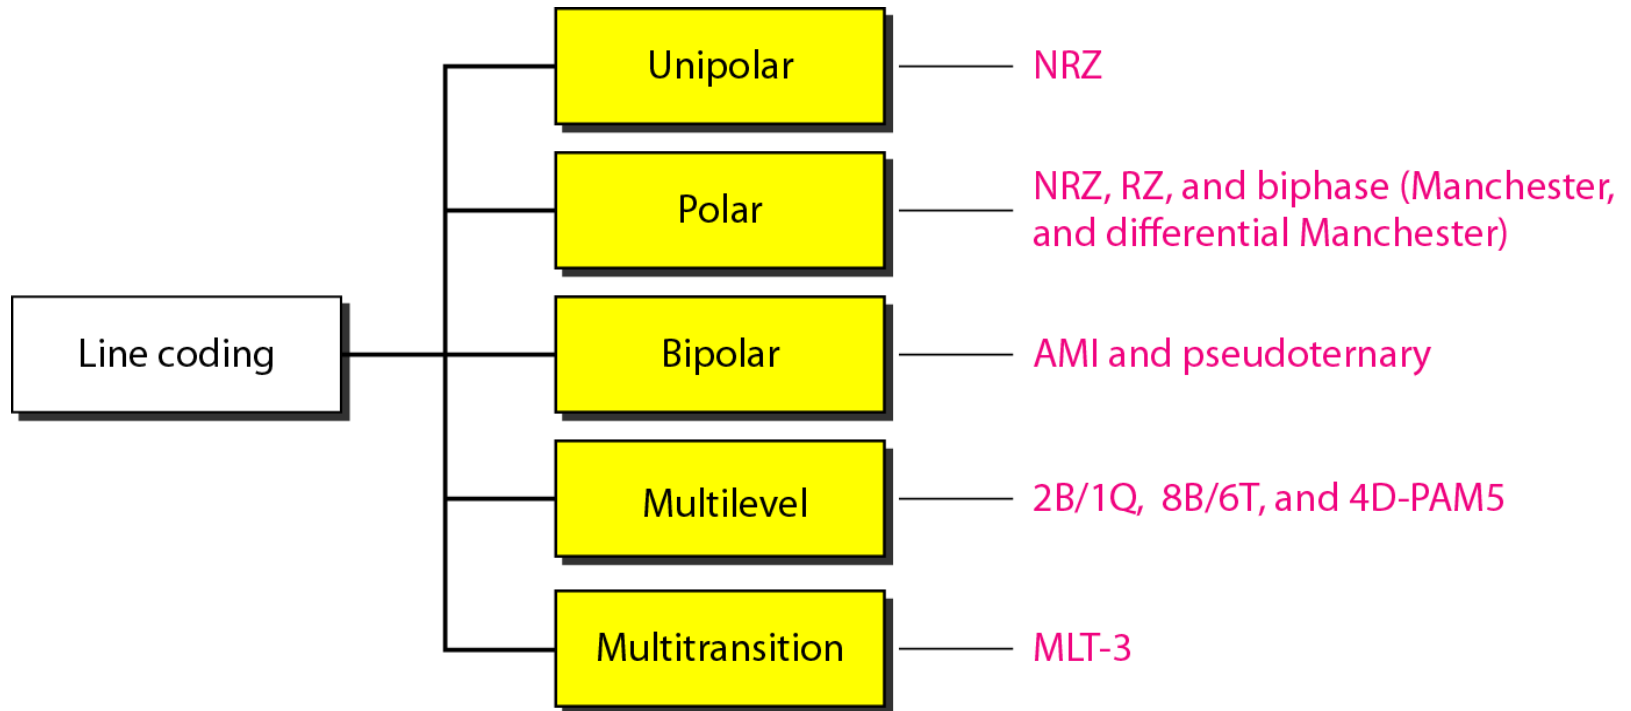 Unipolar
NRZ
Polar
NRZ, RZ, and biphase (Manchester,
and differential Manchester)
Line coding
Bipolar
AMI and pseudoternary
Multilevel
2B/1Q, 8B/6T, and 4D-PAM5
Multitransition
MLT-3